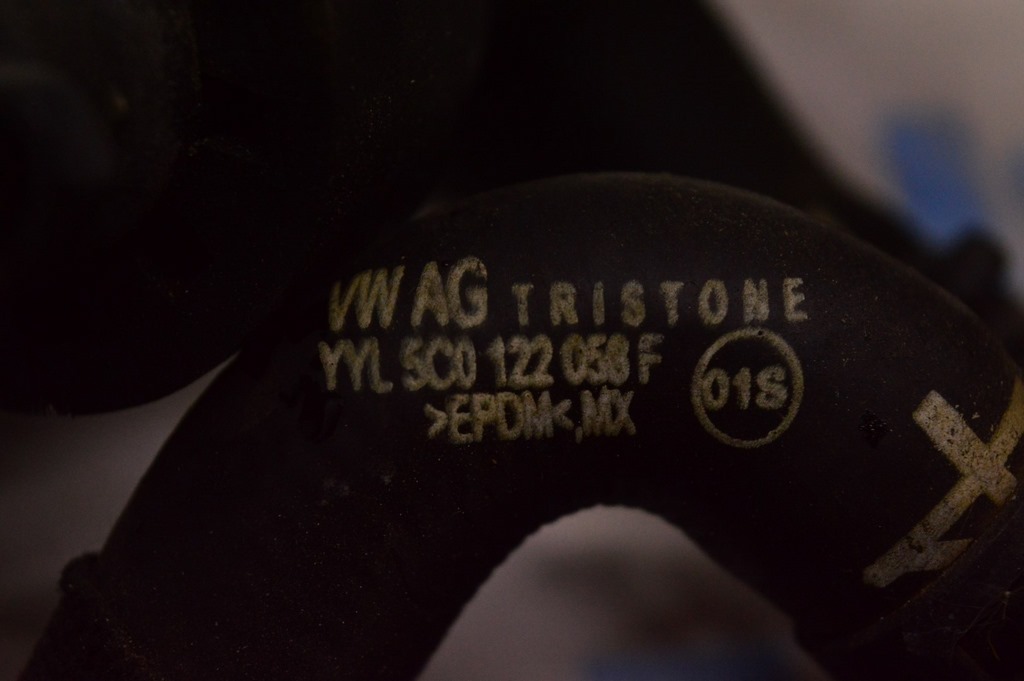 VW AG TRISTONE
YYL 5C0 122 058 F
>EPDM<,MX
01S